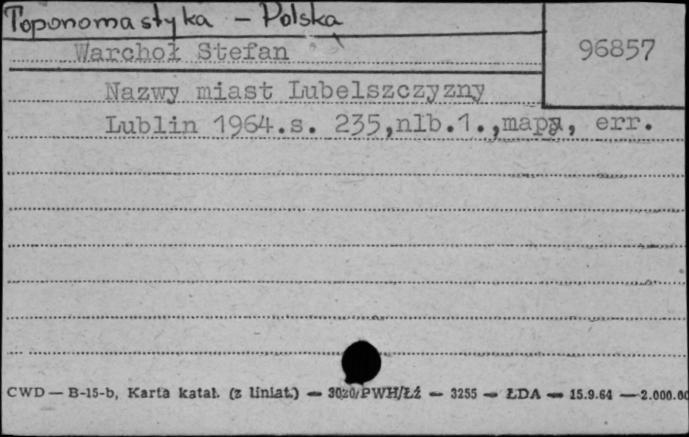 Toponomastyka - Polska
Warchoł Stefan
96857
Nazwy miast Lubelszczyzny
Lublin 1964.s. 235,nlb.1.,mapa, err.
CWD — B-15-b, Karta katal. (z liniat.) — 3020/PWH/Łź — 3255 — ŁDA — 15.9.64 — 2.000.00